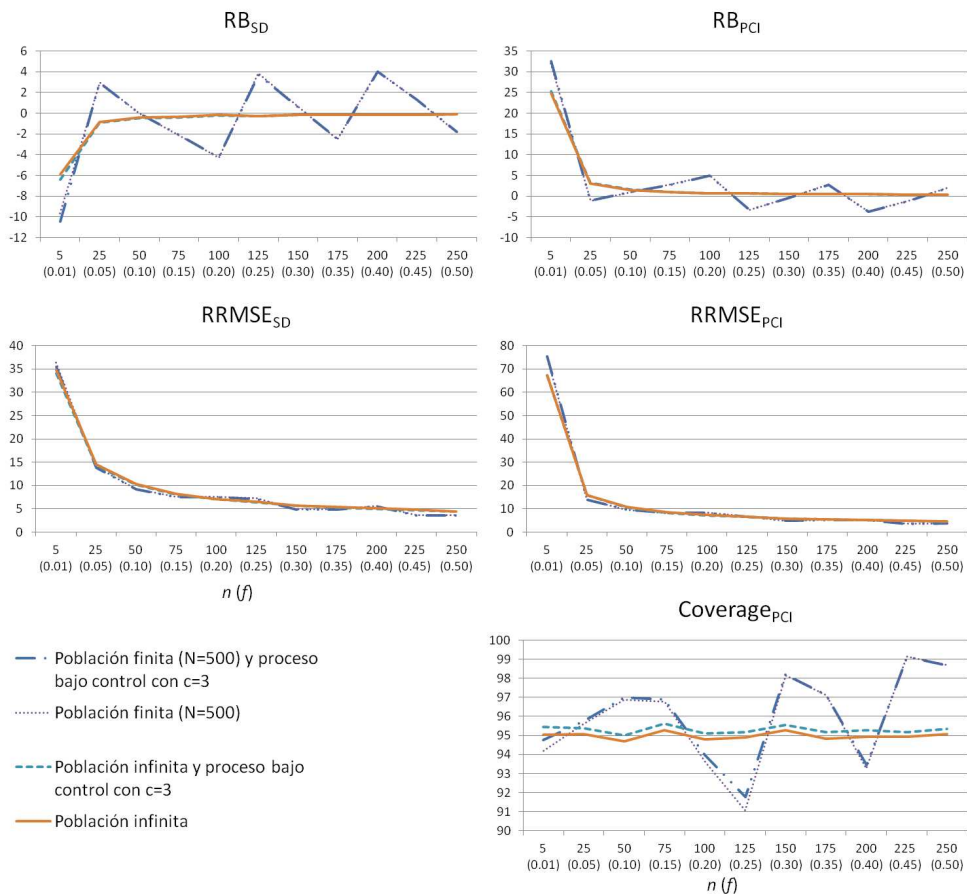 RB_SD
6
4
2
0
-2
-4
-6
-8
-10
-12
5 25 50 75 100 125 150 175 200 225 250
(0.01) (0.05) (0.10) (0.15) (0.20) (0.25) (0.30) (0.35) (0.40) (0.45) (0.50)
RB_PCI
35
30
25
20
15
10
5
0
-5
-10
5 25 50 75 100 125 150 175 200 225 250
(0.01) (0.05) (0.10) (0.15) (0.20) (0.25) (0.30) (0.35) (0.40) (0.45) (0.50)
RRMSE_SD
40
35
30
25
20
15
10
5
0
5 25 50 75 100 125 150 175 200 225 250
(0.01) (0.05) (0.10) (0.15) (0.20) (0.25) (0.30) (0.35) (0.40) (0.45) (0.50)
n (f)
RRMSE_PCI
80
70
60
50
40
30
20
10
0
5 25 50 75 100 125 150 175 200 225 250
(0.01) (0.05) (0.10) (0.15) (0.20) (0.25) (0.30) (0.35) (0.40) (0.45) (0.50)
Población finita (N=500) y proceso
bajo control con c=3
Población finita (N=500)
Población infinita y proceso bajo
control con c=3
Población infinita
Coverage_PCI
100
99
98
97
96
95
94
93
92
91
90
5 25 50 75 100 125 150 175 200 225 250
(0.01) (0.05) (0.10) (0.15) (0.20) (0.25) (0.30) (0.35) (0.40) (0.45) (0.50)
n (f)